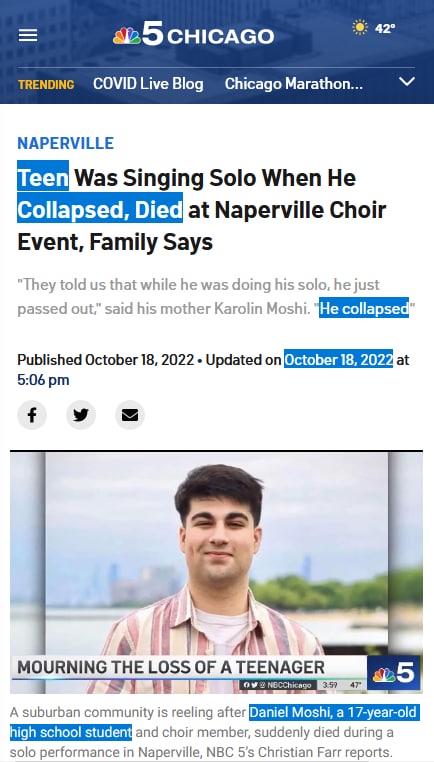 5 CHICAGO
42°
TRENDING COVID Live Blog Chicago Marathon...
NAPERVILLE
Teen Was Singing Solo When He
Collapsed, Died at Naperville Choir
Event, Family Says
"They told us that while he was doing his solo, he just
passed out," said his mother Karolin Moshi. "He collapsed"
Published October 18, 2022 • Updated on October 18, 2022 at
5:06 pm
MOURNING THE LOSS OF A TEENAGER
@ NBCChicago 3:59 47°
5
A suburban community is reeling after Daniel Moshi, a 17-year-old
high school student and choir member, suddenly died during a
solo performance in Naperville, NBC 5's Christian Farr reports.